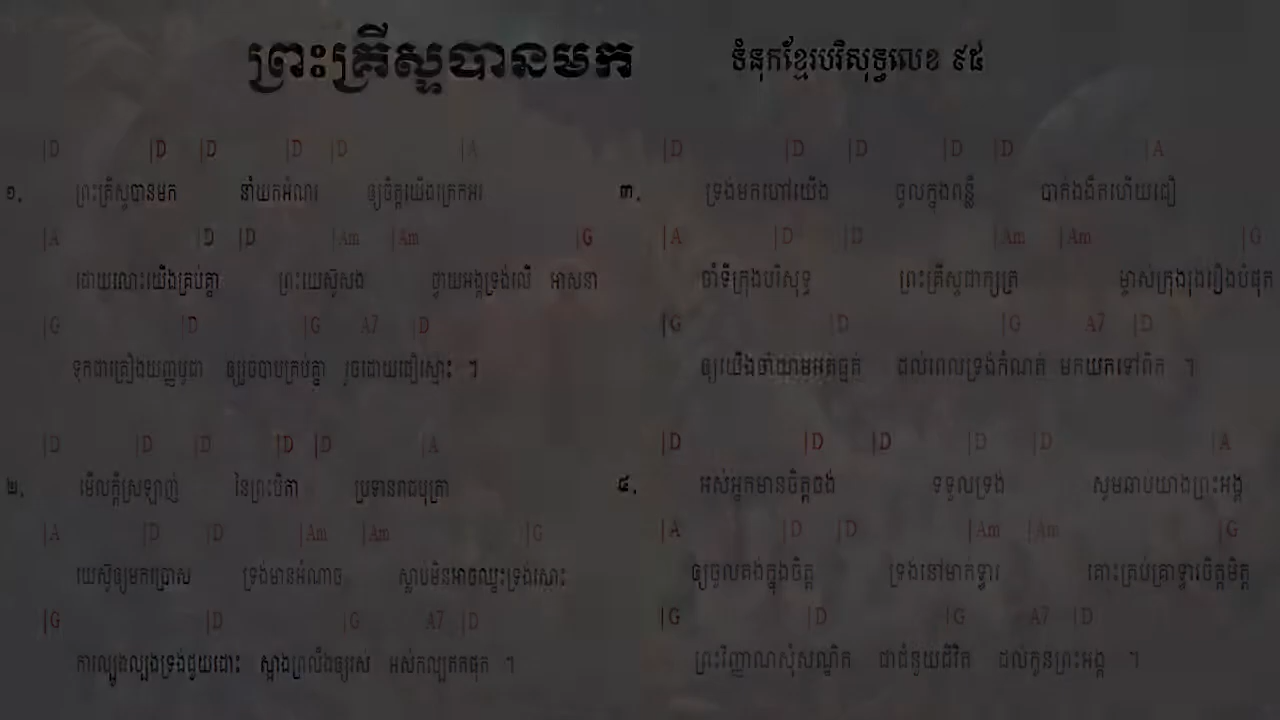 ព្រះគ្រីស្ទបានមក ទំនុកខ្មែរបរិសុទ្ធលេខ ៩៥
|D |D |D |D |D |A
១. ព្រះគ្រីស្ទបានមក នាំយកអំណរ ឲ្យចិត្តយើងត្រេកអរ
|A |D |D |Am |Am |G
ដោយសោះយើងគ្រប់គ្នា ព្រះយេស៊ូសង ថ្វាយអង្គទ្រង់លើ អាសនា
|G |D |G A7 |D
ទុកជាគ្រឿងយញ្ញបូជា ឲ្យរួចបាបគ្រប់គ្នា រួចដោយជឿស្មោះ ។
|D |D |D |D |D |A
២. មើលក្ដីស្រឡាញ់ នៃព្រះបិតា ប្រទានរាជបុត្រា
|A |D |D |Am |Am |G
យេស៊ូឲ្យមកប្រោស ទ្រង់មានអំណាច ស្លាប់មិនអាចឈ្នះទ្រង់សោះ
|G |D |G A7 |D
ការល្បួងល្បងទ្រង់ជួយដោះ ស្អាងព្រលឹងឲ្យរស់ អស់កល្បតកផុក ។
|D |D |D |D |D |A
៣. ទ្រង់មកហៅយើង ចូលក្នុងពន្លឺ បាក់ងងឹតហើយជឿ
|A |D |D |Am |Am |G
ចាំទីក្រុងបរិសុទ្ធ ព្រះគ្រីស្ទជាក្សត្រ ម្ចាស់ក្រុងរុងរឿងបំផុត
|G |D |G A7 |D
ឲ្យយើងចាំយាមអត់ធ្មត់ ដល់ពេលទ្រង់កំណត់ មកយកទៅពិត ។
|D |D |D |D |D |A
៤. អស់អ្នកមានចិត្តចង់ ទទួលទ្រង់ សូមឆាប់យាងព្រះអង្គ
|A |D |D |Am |Am |G
ឲ្យចូលគង់ក្នុងចិត្ត ទ្រង់នៅមាត់ទ្វារ គោះគ្រប់គ្រាទ្វារចិត្តមិត្ត
|G |D |G A7 |D
ព្រះវិញ្ញាណសុំសណ្ឋិត ជាជំនួយជីវិត ដល់កូនព្រះអង្គ ។